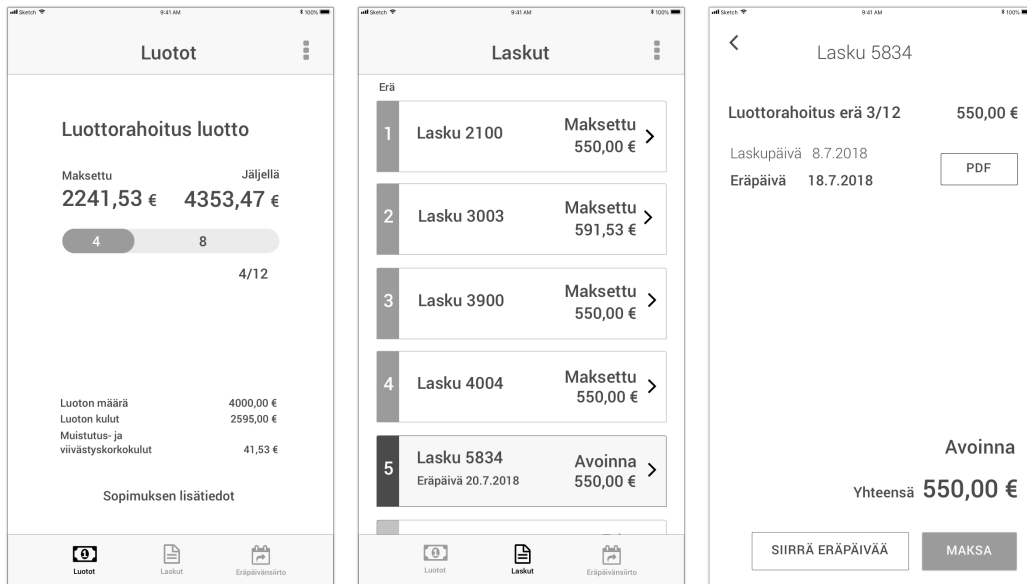 Sketch 9:41 AM 100%
Luotot
Luottorahoitus luotto
Maksettu Jäljellä
2241,53 € 4353,47 €
4 8
4/12
Luoton määrä 4000,00 €
Luoton kulut 2595,00 €
Muistutus- ja
viivästyskorkokulut 41,53 €
Sopimuksen lisätiedot
Luotot Laskut Eräpäivänsiirto
Sketch 9:41 AM 100%
Laskut
Erä
1 Lasku 2100 Maksettu
550,00 €
2 Lasku 3003 Maksettu
591,53 €
3 Lasku 3900 Maksettu
550,00 €
4 Lasku 4004 Maksettu
550,00 €
5 Lasku 5834 Avoinna
Eräpäivä 20.7.2018 550,00 €
Luotot Laskut Eräpäivänsiirto
Sketch 9:41 AM 100%
Lasku 5834
Luottorahoitus erä 3/12 550,00 €
Laskupäivä 8.7.2018
Eräpäivä 18.7.2018
PDF
Avoinna
Yhteensä 550,00 €
SIIRRÄ ERÄPÄIVÄÄ MAKSA